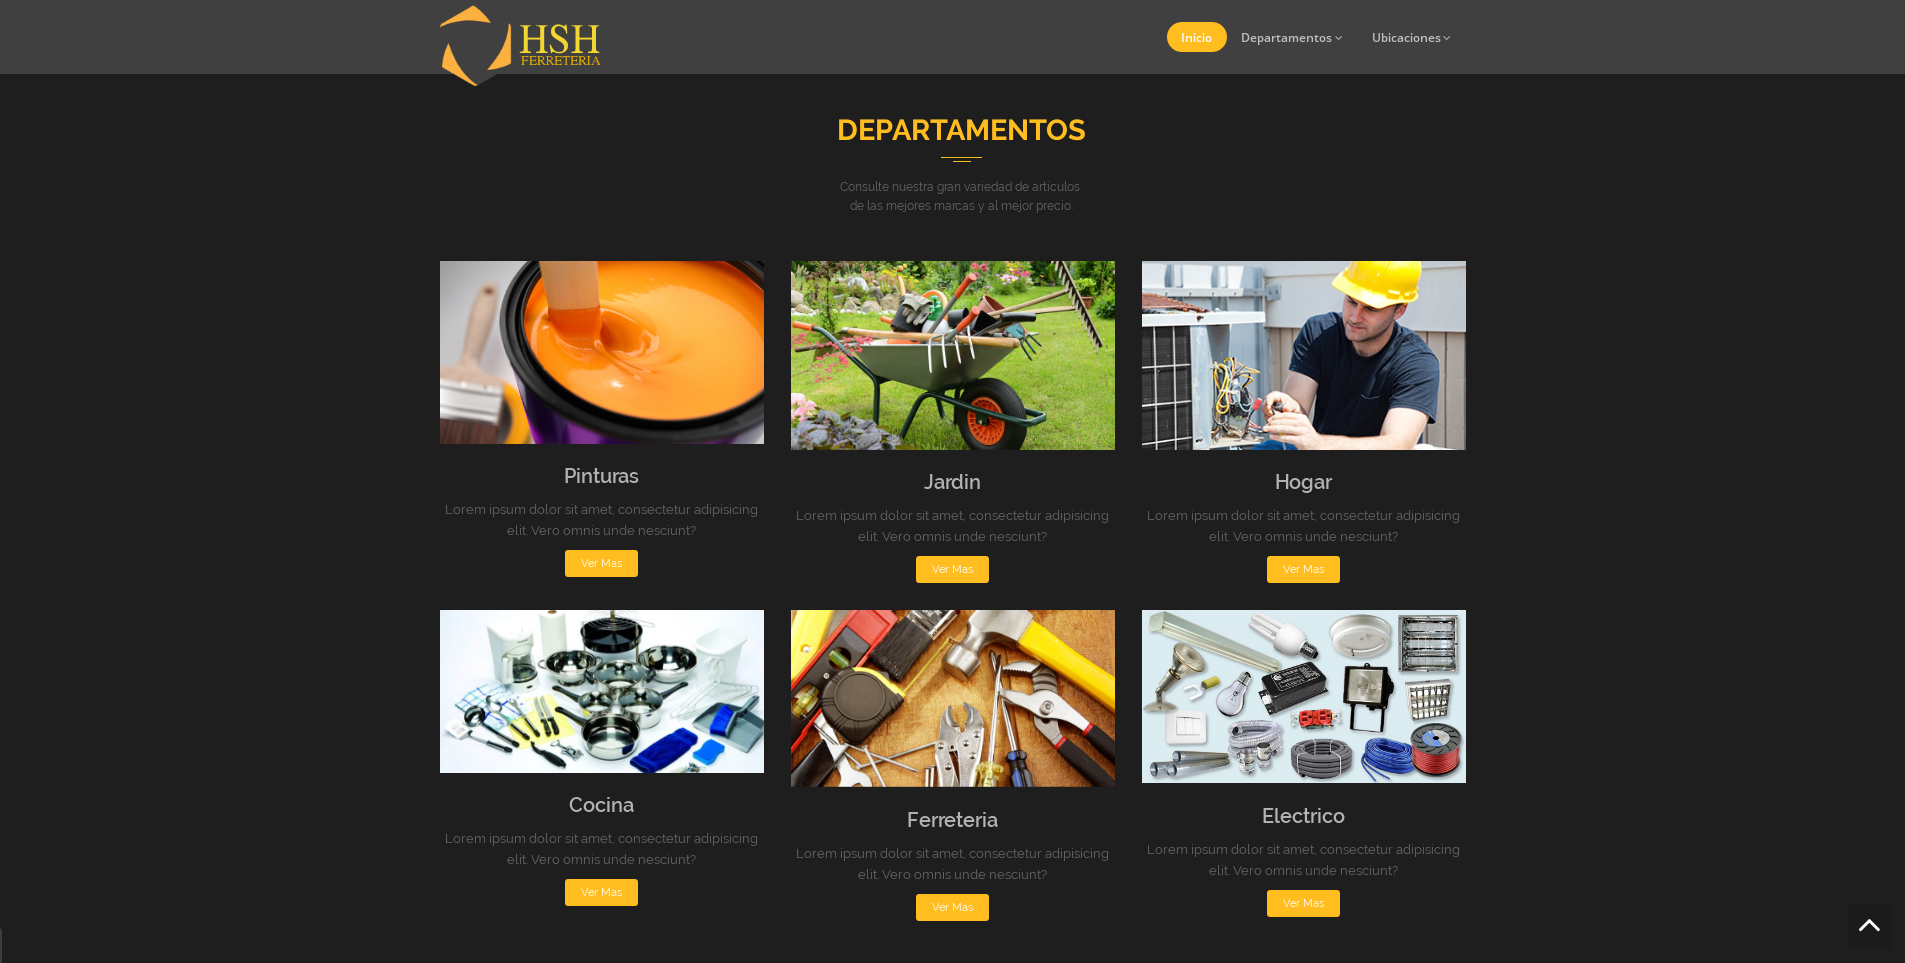 HSH
FERRETERIA
Inicio
Departamentos
Ubicaciones
DEPARTAMENTOS
Consulte nuestra gran variedad de articulos
de las mejores marcas y al mejor precio.
Pinturas
Lorem ipsum dolor sit amet, consectetur adipisicing
elit. Vero omnis unde nesciunt?
Ver Mas
Jardin
Lorem ipsum dolor sit amet, consectetur adipisicing
elit. Vero omnis unde nesciunt?
Ver Mas
Hogar
Lorem ipsum dolor sit amet, consectetur adipisicing
elit. Vero omnis unde nesciunt?
Ver Mas
Cocina
Lorem ipsum dolor sit amet, consectetur adipisicing
elit. Vero omnis unde nesciunt?
Ver Mas
Ferreteria
Lorem ipsum dolor sit amet, consectetur adipisicing
elit. Vero omnis unde nesciunt?
Ver Mas
Electrico
Lorem ipsum dolor sit amet, consectetur adipisicing
elit. Vero omnis unde nesciunt?
Ver Mas